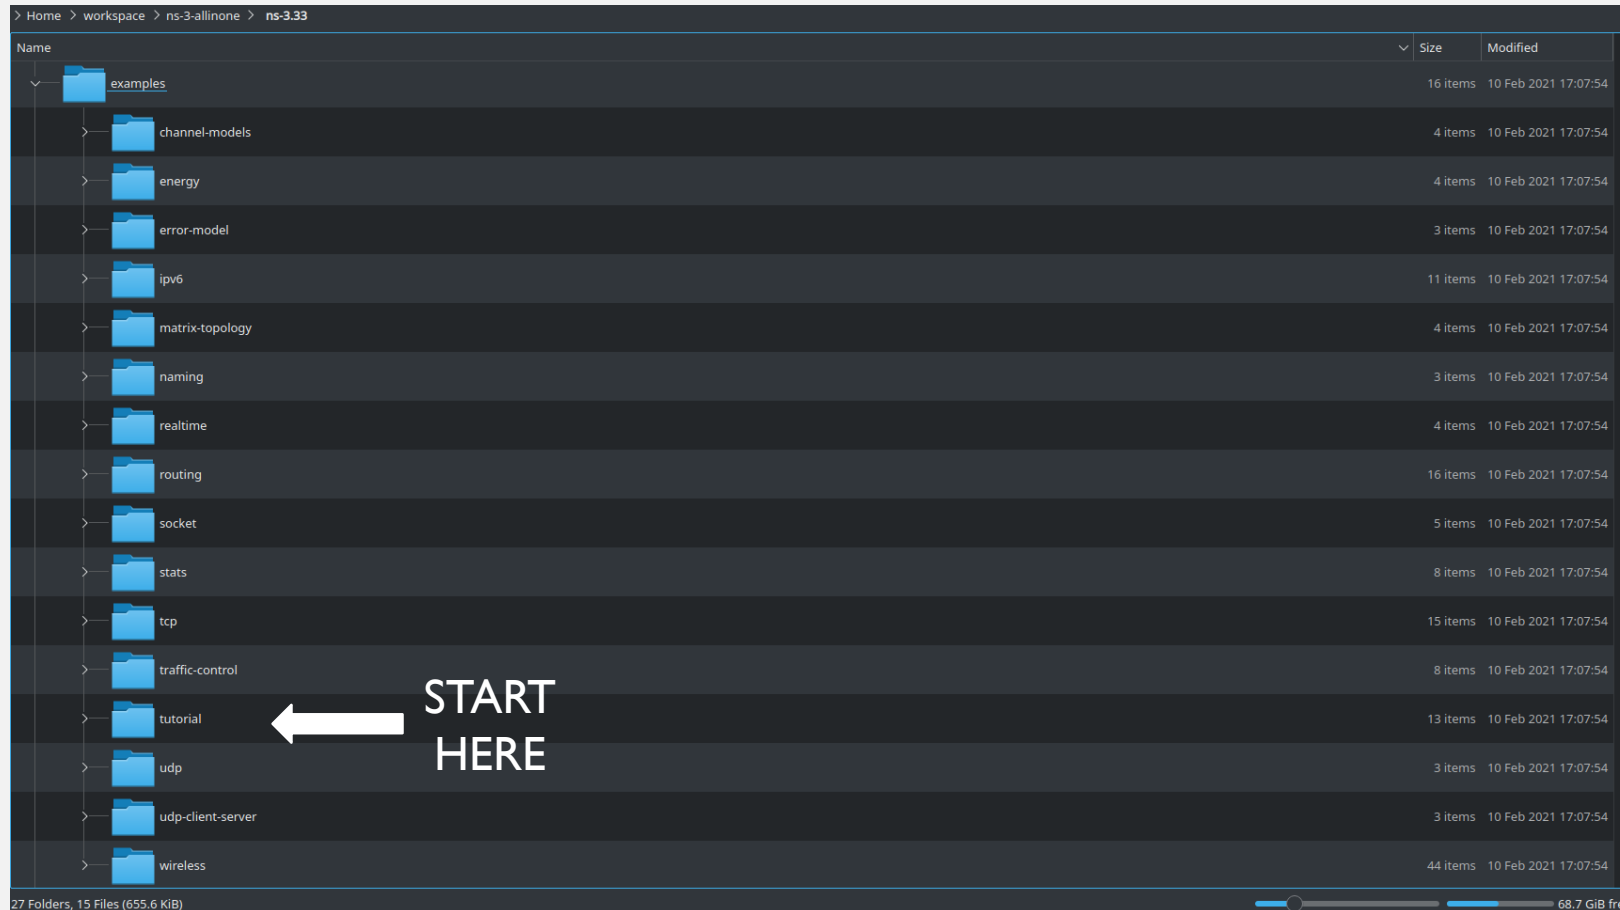 > Home > workspace > ns-3-allinone > ns-3.33
Name Size Modified
examples 16 items 10 Feb 2021 17:07:54
channel-models 4 items 10 Feb 2021 17:07:54
energy 4 items 10 Feb 2021 17:07:54
error-model 3 items 10 Feb 2021 17:07:54
ipv6 11 items 10 Feb 2021 17:07:54
matrix-topology 4 items 10 Feb 2021 17:07:54
naming 3 items 10 Feb 2021 17:07:54
realtime 4 items 10 Feb 2021 17:07:54
routing 16 items 10 Feb 2021 17:07:54
socket 5 items 10 Feb 2021 17:07:54
stats 8 items 10 Feb 2021 17:07:54
tcp 15 items 10 Feb 2021 17:07:54
traffic-control 8 items 10 Feb 2021 17:07:54
START
tutorial 13 items 10 Feb 2021 17:07:54
HERE
udp 3 items 10 Feb 2021 17:07:54
udp-client-server 3 items 10 Feb 2021 17:07:54
wireless 44 items 10 Feb 2021 17:07:54
27 Folders, 15 Files (655.6 KiB) 68.7 GiB fr